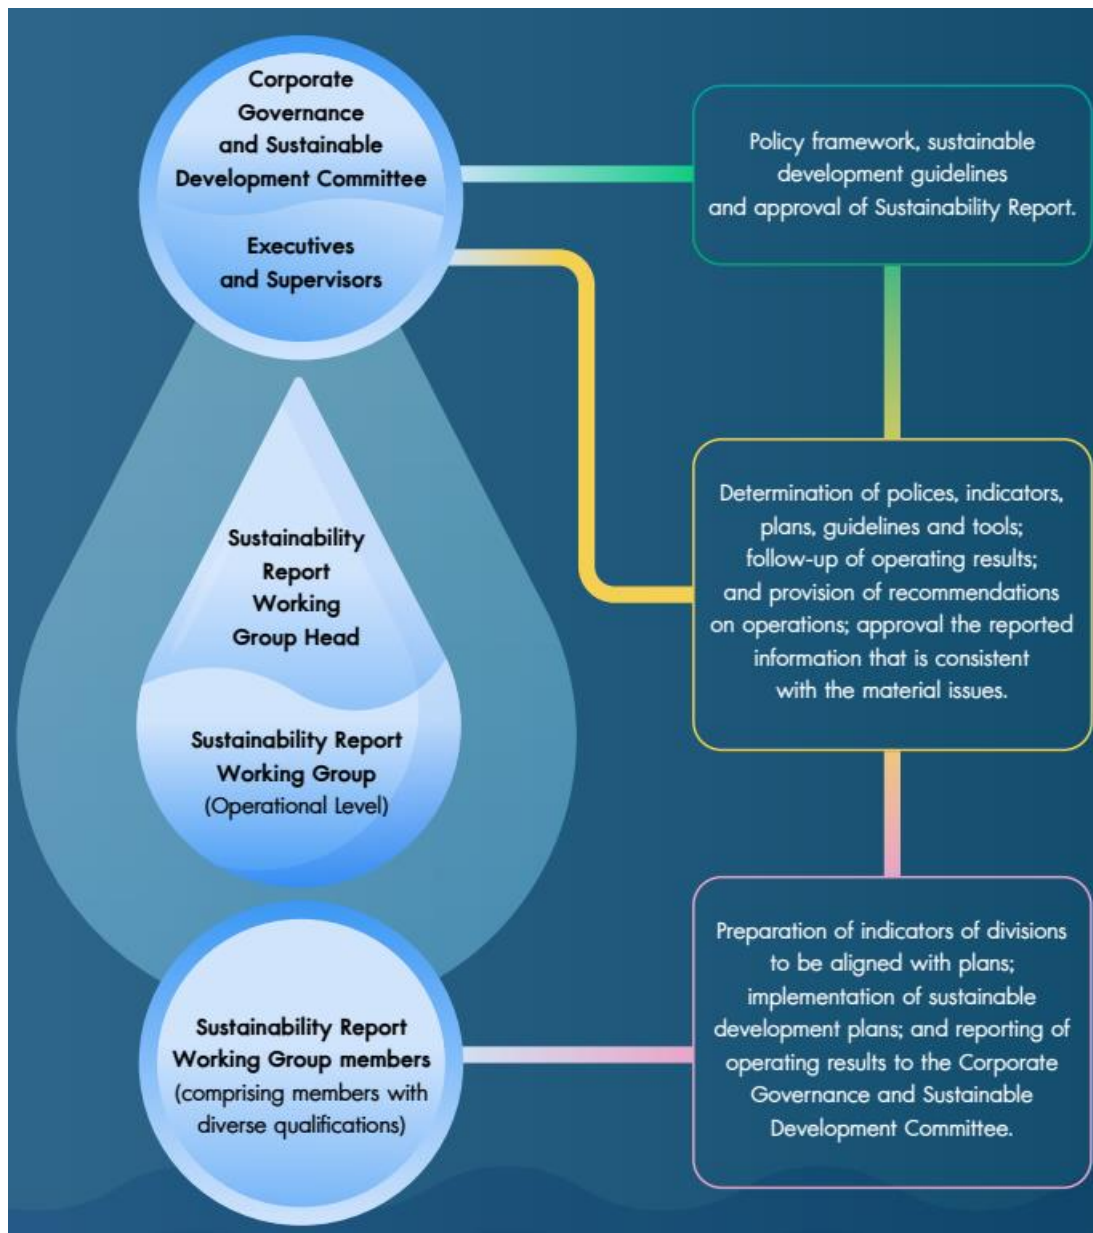 Corporate
Governance
and Sustainable
Development Committee
Executives
and Supervisors
Policy framework, sustainable
development guidelines
and approval of Sustainability Report.
Sustainability
Report
Working
Group Head
Sustainability Report
Working Group
(Operational Level)
Determination of polices, indicators,
plans, guidelines and tools;
follow-up of operating results;
and provision of recommendations
on operations; approval the reported
information that is consistent
with the material issues.
Sustainability Report
Working Group members
(comprising members with
diverse qualifications)
Preparation of indicators of divisions
to be aligned with plans;
implementation of sustainable
development plans; and reporting of
operating results to the Corporate
Governance and Sustainable
Development Committee.